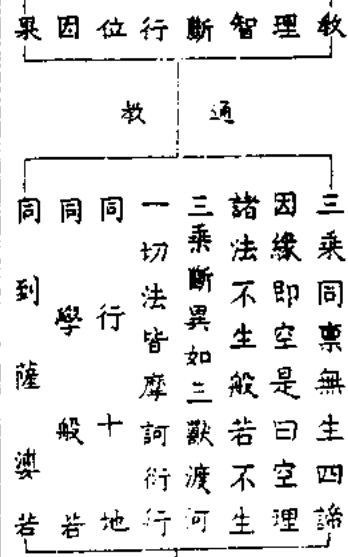 教理智斷行位因果
通教
三乘同稟無生四諦
因緣即空是曰空理
諸法不生般若不生
三乘斷異如三獸渡河
一切法皆摩訶衍行
同行十地
同學般若
同到薩婆若